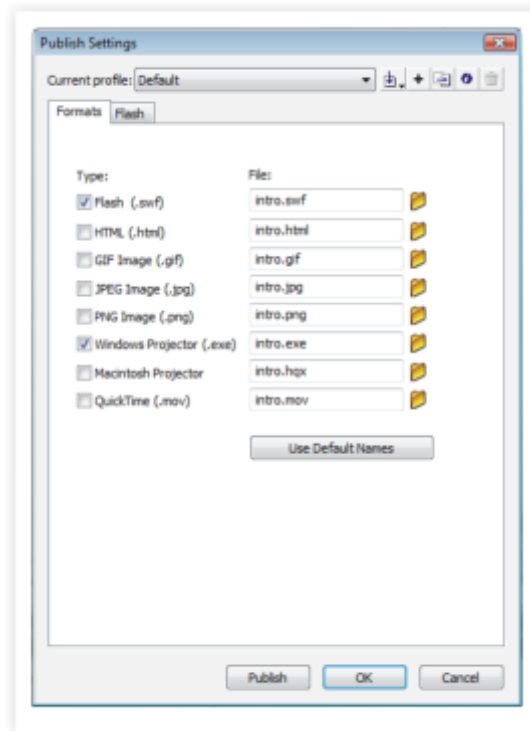 Publish Settings
Current profile: Default
Formats Flash
Type: File:
Flash (.swf) intro.swf
HTML (.html) intro.html
GIF Image (.gif) intro.gif
JPEG Image (.jpg) intro.jpg
PNG Image (.png) intro.png
Windows Projector (.exe) intro.exe
Macintosh Projector intro.hqx
QuickTime (.mov) intro.mov
Use Default Names
Publish OK Cancel